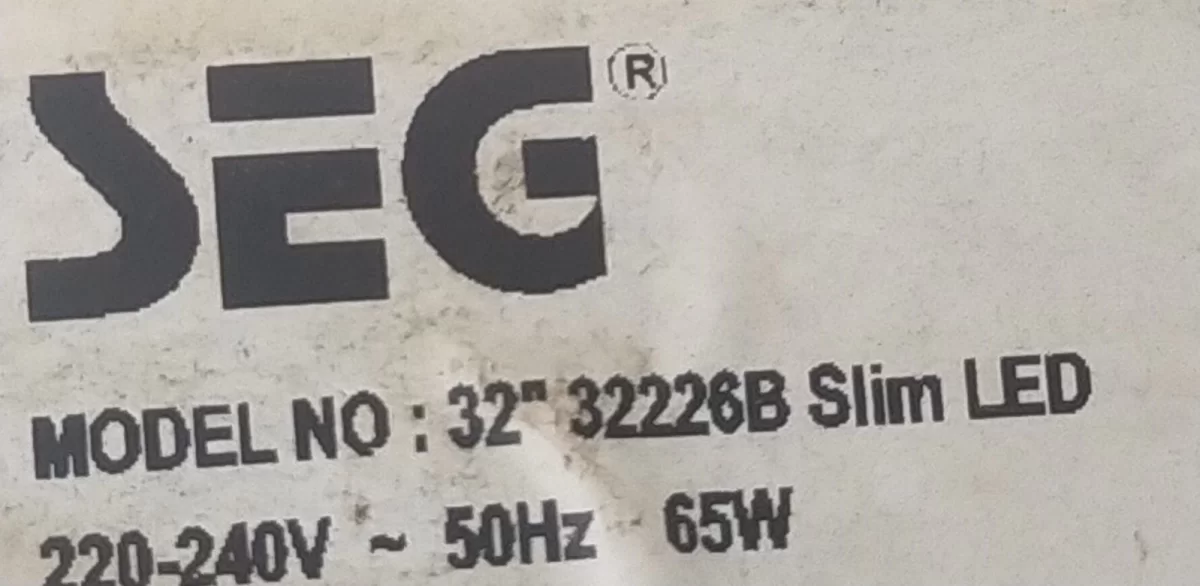 SEG®
MODEL NO : 32" 32226B Slim LED
220-240V ~ 50Hz 65W